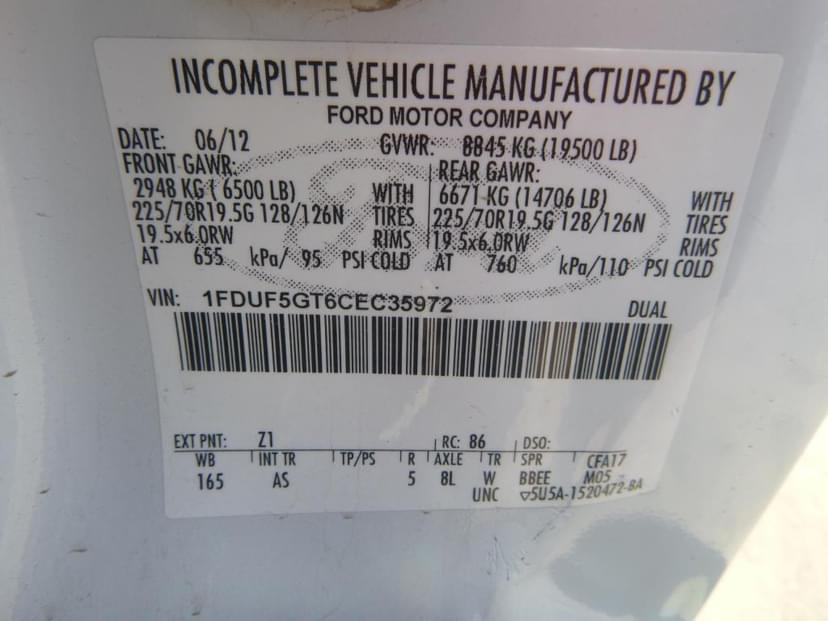 INCOMPLETE VEHICLE MANUFACTURED BY
FORD MOTOR COMPANY
DATE: 06/12 GVWR: 8845 KG (19500 LB)
FRONT GAWR: REAR GAWR:
2948 KG ( 6500 LB) WITH 6671 KG (14706 LB) WITH
225/70R19.5G 128/126N TIRES 225/70R19.5G 128/126N TIRES
19.5x6.0RW RIMS 19.5x6.0RW RIMS
AT 655 kPa/ 95 PSI COLD AT 760 kPa/110 PSI COLD
VIN: 1FDUF5GT6CEC35972 DUAL
EXT PNT: Z1 RC: 86 DSO:
WB INT TR TP/PS R AXLE TR SPR CFA17
165 AS 5 8L W BBEE M05
UNC ▽5U5A-1520472-BA